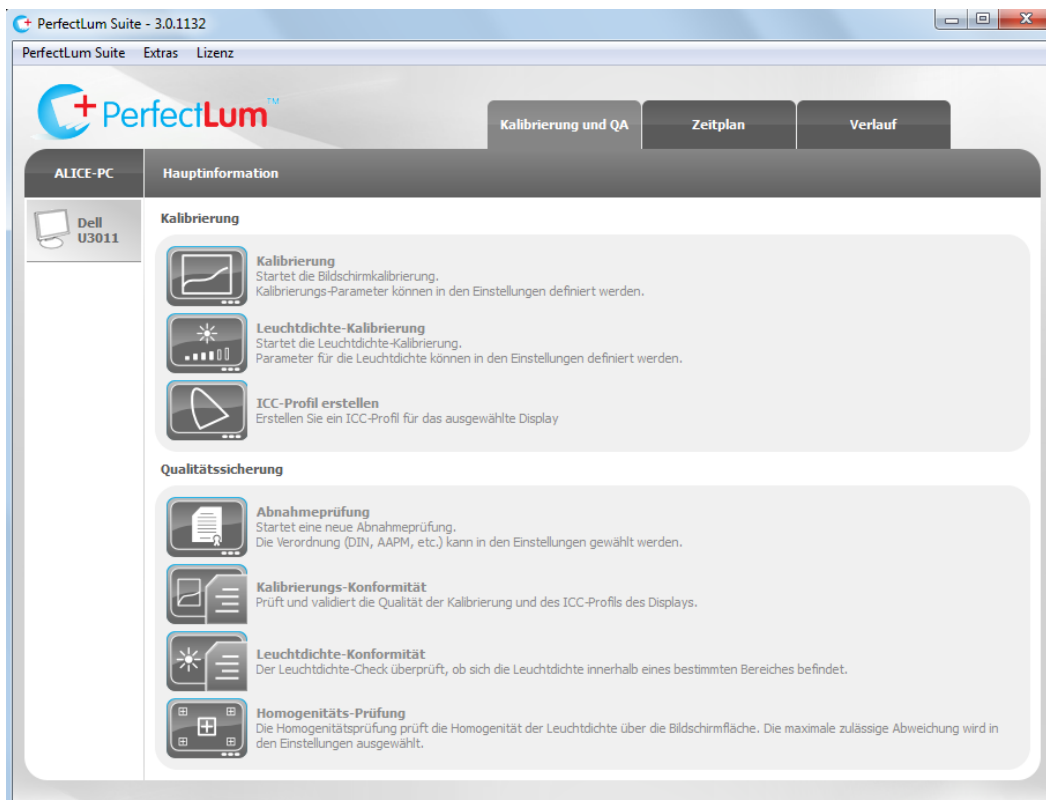 PerfectLum Suite - 3.0.1132
PerfectLum Suite Extras Lizenz
PerfectLum™
Kalibrierung und QA
Zeitplan
Verlauf
ALICE-PC
Hauptinformation
Dell
U3011
Kalibrierung
Kalibrierung
Startet die Bildschirmkalibrierung.
Kalibrierungs-Parameter können in den Einstellungen definiert werden.
Leuchtdichte-Kalibrierung
Startet die Leuchtdichte-Kalibrierung.
Parameter für die Leuchtdichte können in den Einstellungen definiert werden.
ICC-Profil erstellen
Erstellen Sie ein ICC-Profil für das ausgewählte Display
Qualitätssicherung
Abnahmeprüfung
Startet eine neue Abnahmeprüfung.
Die Verordnung (DIN, AAPM, etc.) kann in den Einstellungen gewählt werden.
Kalibrierungs-Konformität
Prüft und validiert die Qualität der Kalibrierung und des ICC-Profils des Displays.
Leuchtdichte-Konformität
Der Leuchtdichte-Check überprüft, ob sich die Leuchtdichte innerhalb eines bestimmten Bereiches befindet.
Homogenitäts-Prüfung
Die Homogenitätsprüfung prüft die Homogenität der Leuchtdichte über die Bildschirmfläche. Die maximale zulässige Abweichung wird in
den Einstellungen ausgewählt.